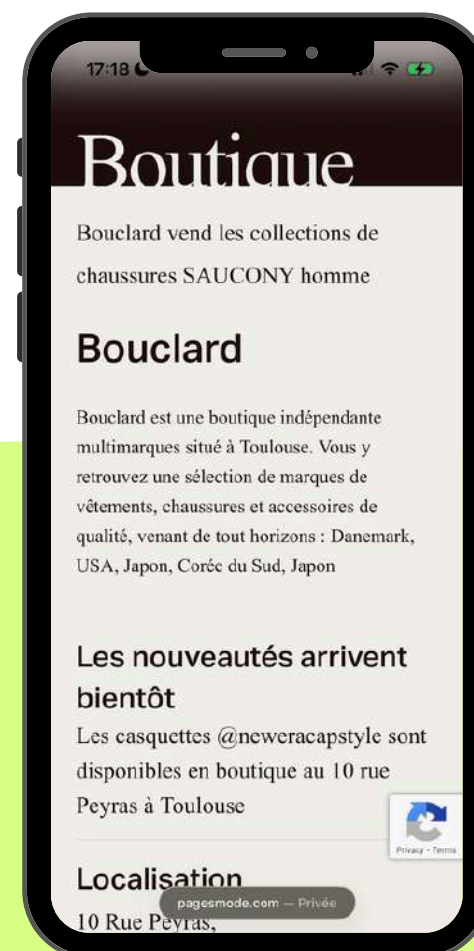 17:18
Boutique
Bouclard vend les collections de
chaussures SAUCONY homme
Bouclard
Bouclard est une boutique indépendante
multimarques situé à Toulouse. Vous y
retrouvez une sélection de marques de
vêtements, chaussures et accessoires de
qualité, venant de tout horizons : Danemark,
USA, Japon, Corée du Sud, Japon
Les nouveautés arrivent
bientôt
Les casquettes @neweracapstyle sont
disponibles en boutique au 10 rue
Peyras à Toulouse
Privacy - Terms
Localisation
pagesmode.com — Privée
10 Rue Peyras,